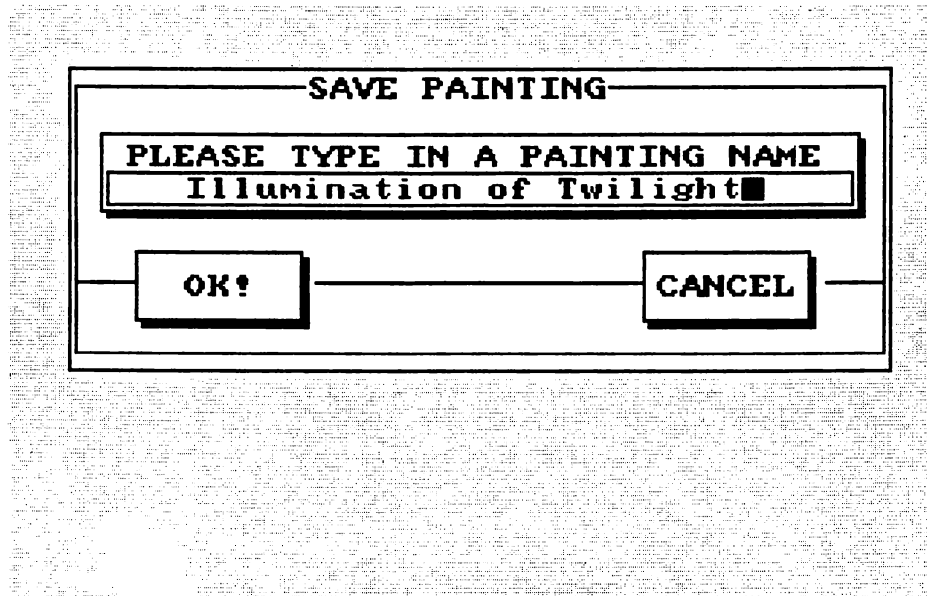 SAVE PAINTING
PLEASE TYPE IN A PAINTING NAME
Illumination of Twilight
OK!
CANCEL